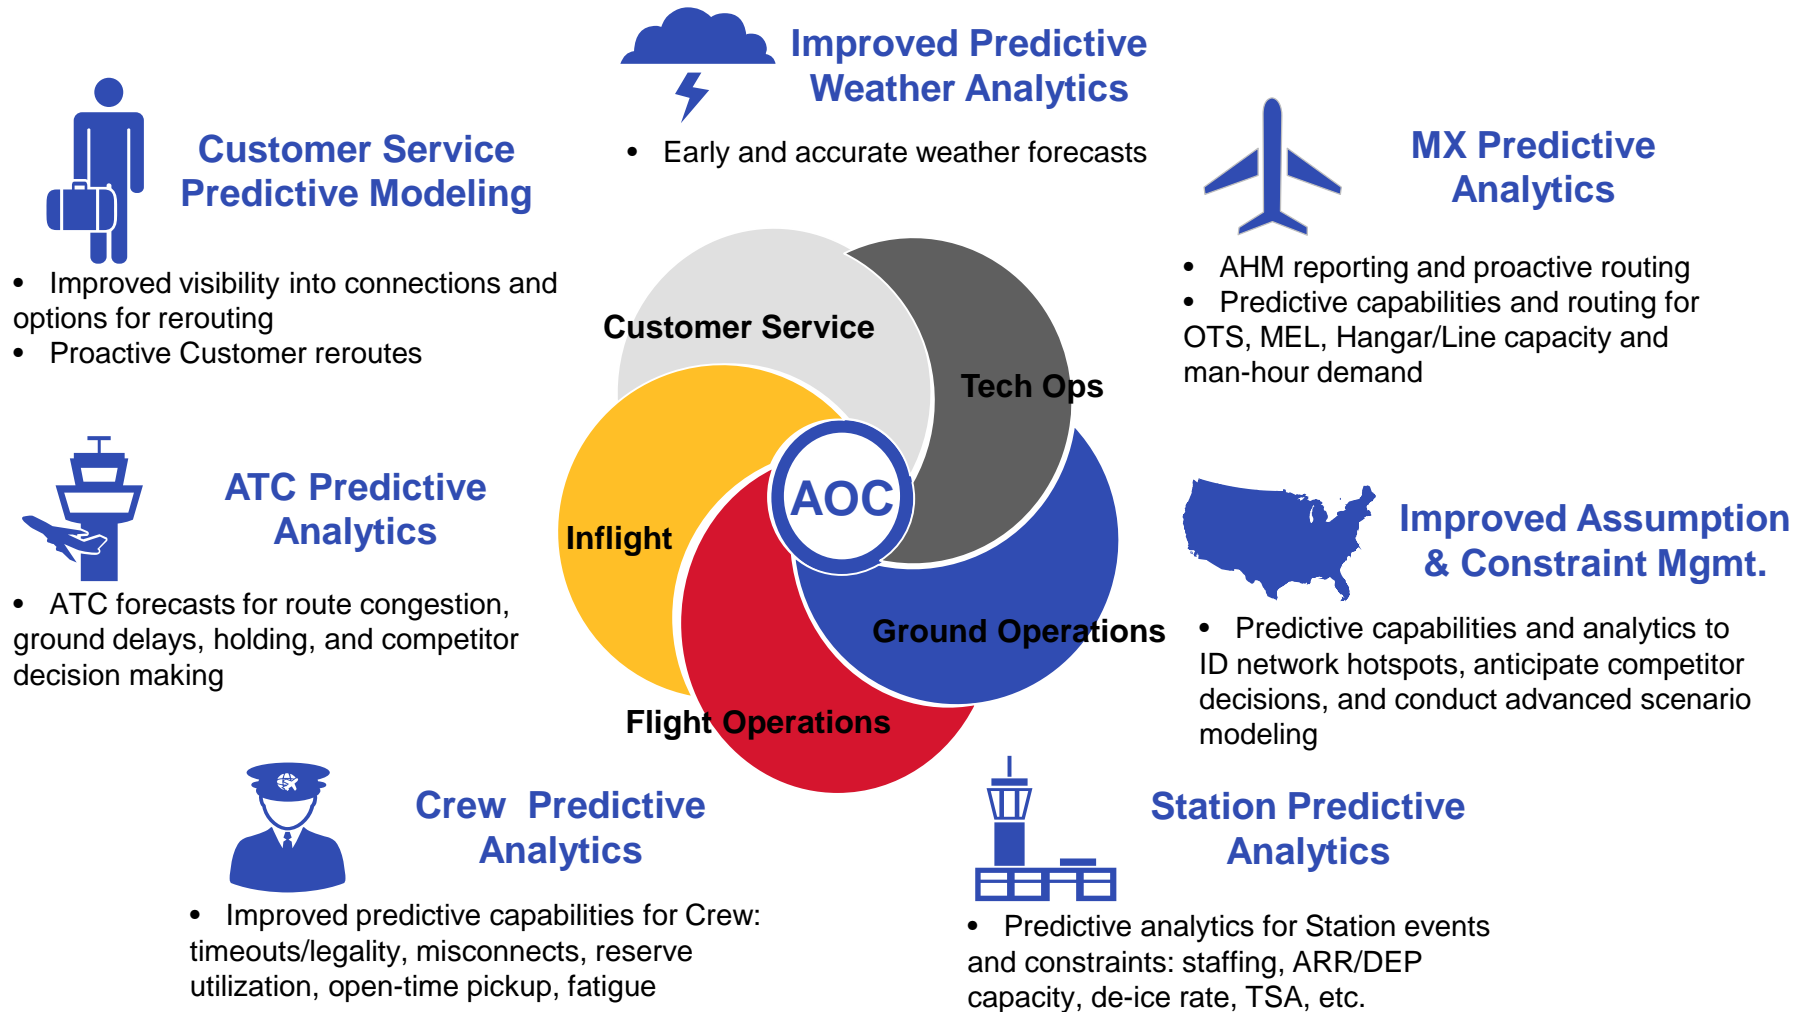 Improved Predictive
Weather Analytics
• Early and accurate weather forecasts
Customer Service
Predictive Modeling
• Improved visibility into connections and
options for rerouting
• Proactive Customer reroutes
MX Predictive
Analytics
• AHM reporting and proactive routing
• Predictive capabilities and routing for
OTS, MEL, Hangar/Line capacity and
man-hour demand
Customer Service
Tech Ops
AOC
Inflight
Ground Operations
Flight Operations
ATC Predictive
Analytics
• ATC forecasts for route congestion,
ground delays, holding, and competitor
decision making
Improved Assumption
& Constraint Mgmt.
• Predictive capabilities and analytics to
ID network hotspots, anticipate competitor
decisions, and conduct advanced scenario
modeling
Crew Predictive
Analytics
• Improved predictive capabilities for Crew:
timeouts/legality, misconnects, reserve
utilization, open-time pickup, fatigue
Station Predictive
Analytics
• Predictive analytics for Station events
and constraints: staffing, ARR/DEP
capacity, de-ice rate, TSA, etc.